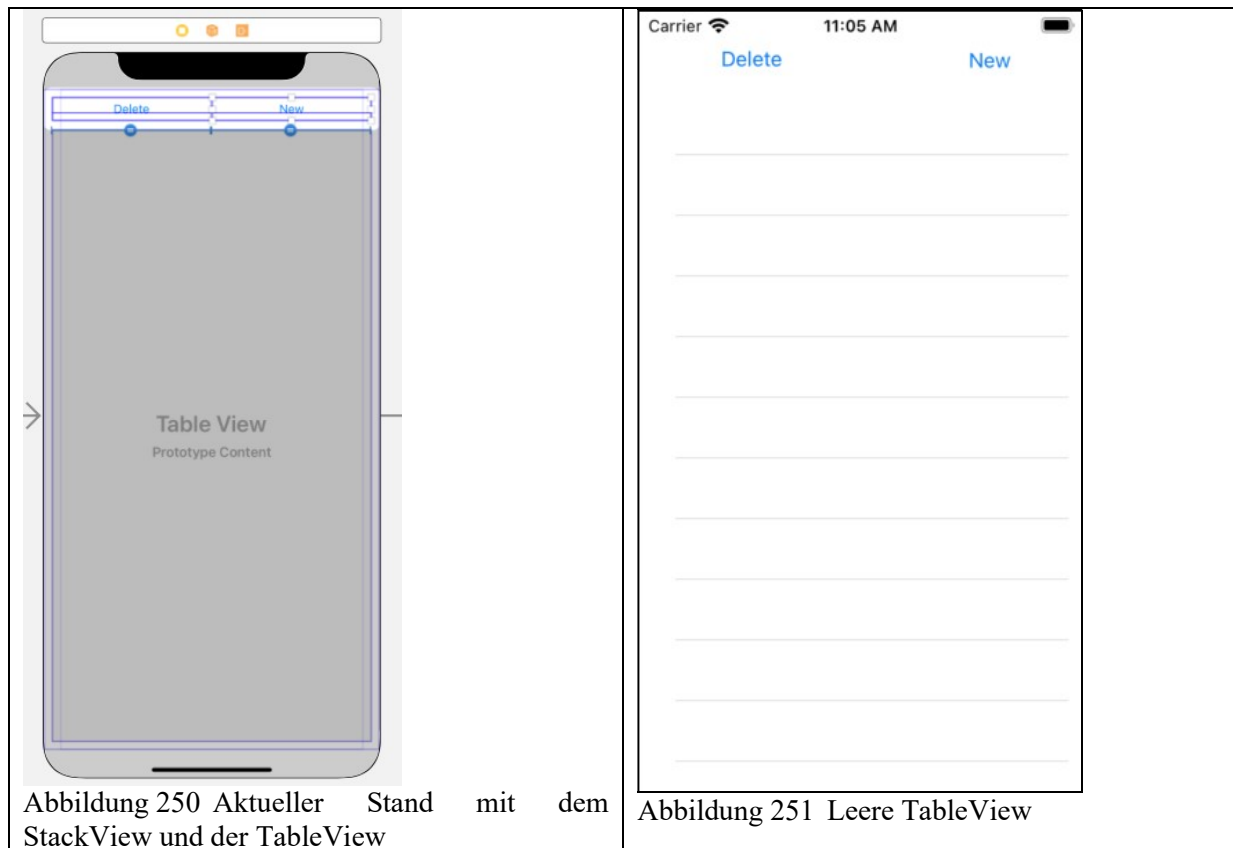 Delete New
Table View
Prototype Content
Abbildung 250 Aktueller Stand mit dem
StackView und der TableView
Carrier 11:05 AM
Delete New
Abbildung 251 Leere TableView